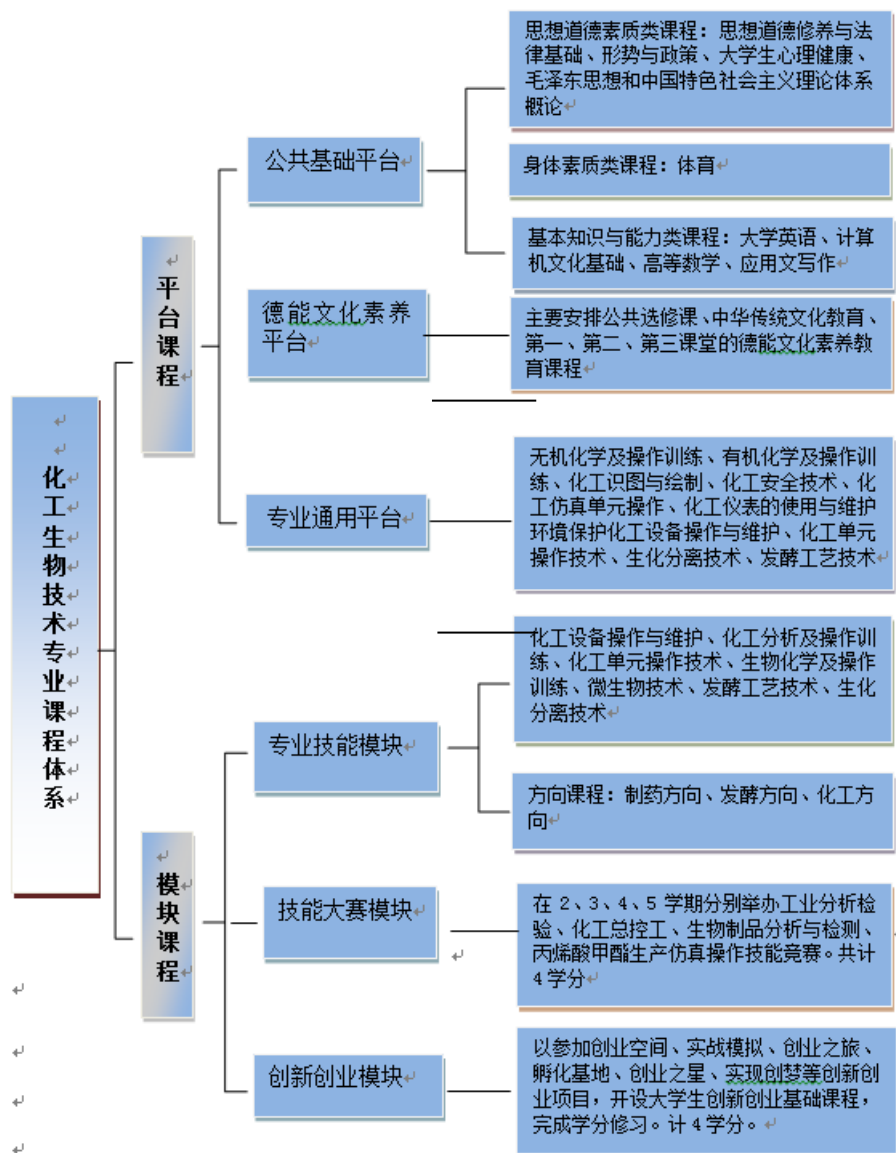 化工生物技术专业课程体系
平台课程
公共基础平台
思想道德素质类课程：思想道德修养与法
律基础、形势与政策、大学生心理健康、
毛泽东思想和中国特色社会主义理论体系
概论
身体素质类课程：体育
基本知识与能力类课程：大学英语、计算
机文化基础、高等数学、应用文写作
德能文化素养
平台
主要安排公共选修课、中华传统文化教育、
第一、第二、第三课堂的德能文化素养教
育课程
专业通用平台
无机化学及操作训练、有机化学及操作训
练、化工识图与绘制、化工安全技术、化
工仿真单元操作、化工仪表的使用与维护
环境保护化工设备操作与维护、化工单元
操作技术、生化分离技术、发酵工艺技术
模块课程
专业技能模块
化工设备操作与维护、化工分析及操作训
练、化工单元操作技术、生物化学及操作
训练、微生物技术、发酵工艺技术、生化
分离技术
方向课程：制药方向、发酵方向、化工方
向
技能大赛模块
在 2、3、4、5 学期分别举办工业分析检
验、化工总控工、生物制品分析与检测、
丙烯酸甲酯生产仿真操作技能竞赛。共计
4 学分
创新创业模块
以参加创业空间、实战模拟、创业之旅、
孵化基地、创业之星、实现创梦等创新创
业项目，开设大学生创新创业基础课程，
完成学分修习。计 4 学分。